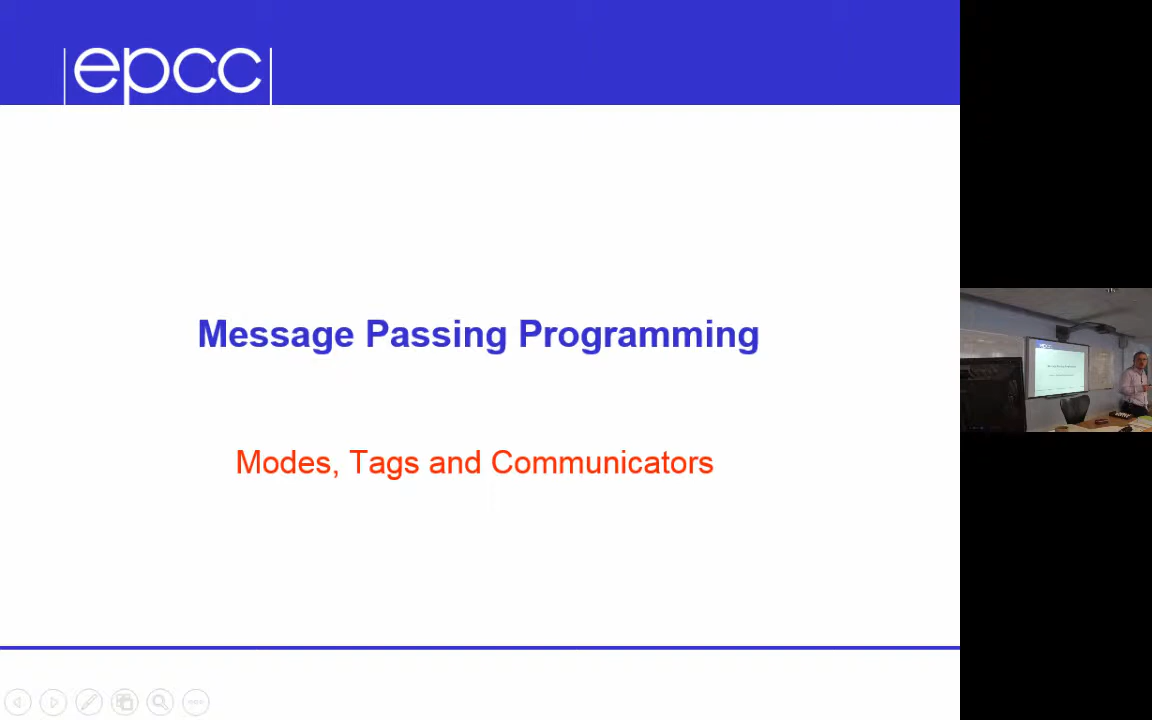 epcc
Message Passing Programming
Modes, Tags and Communicators